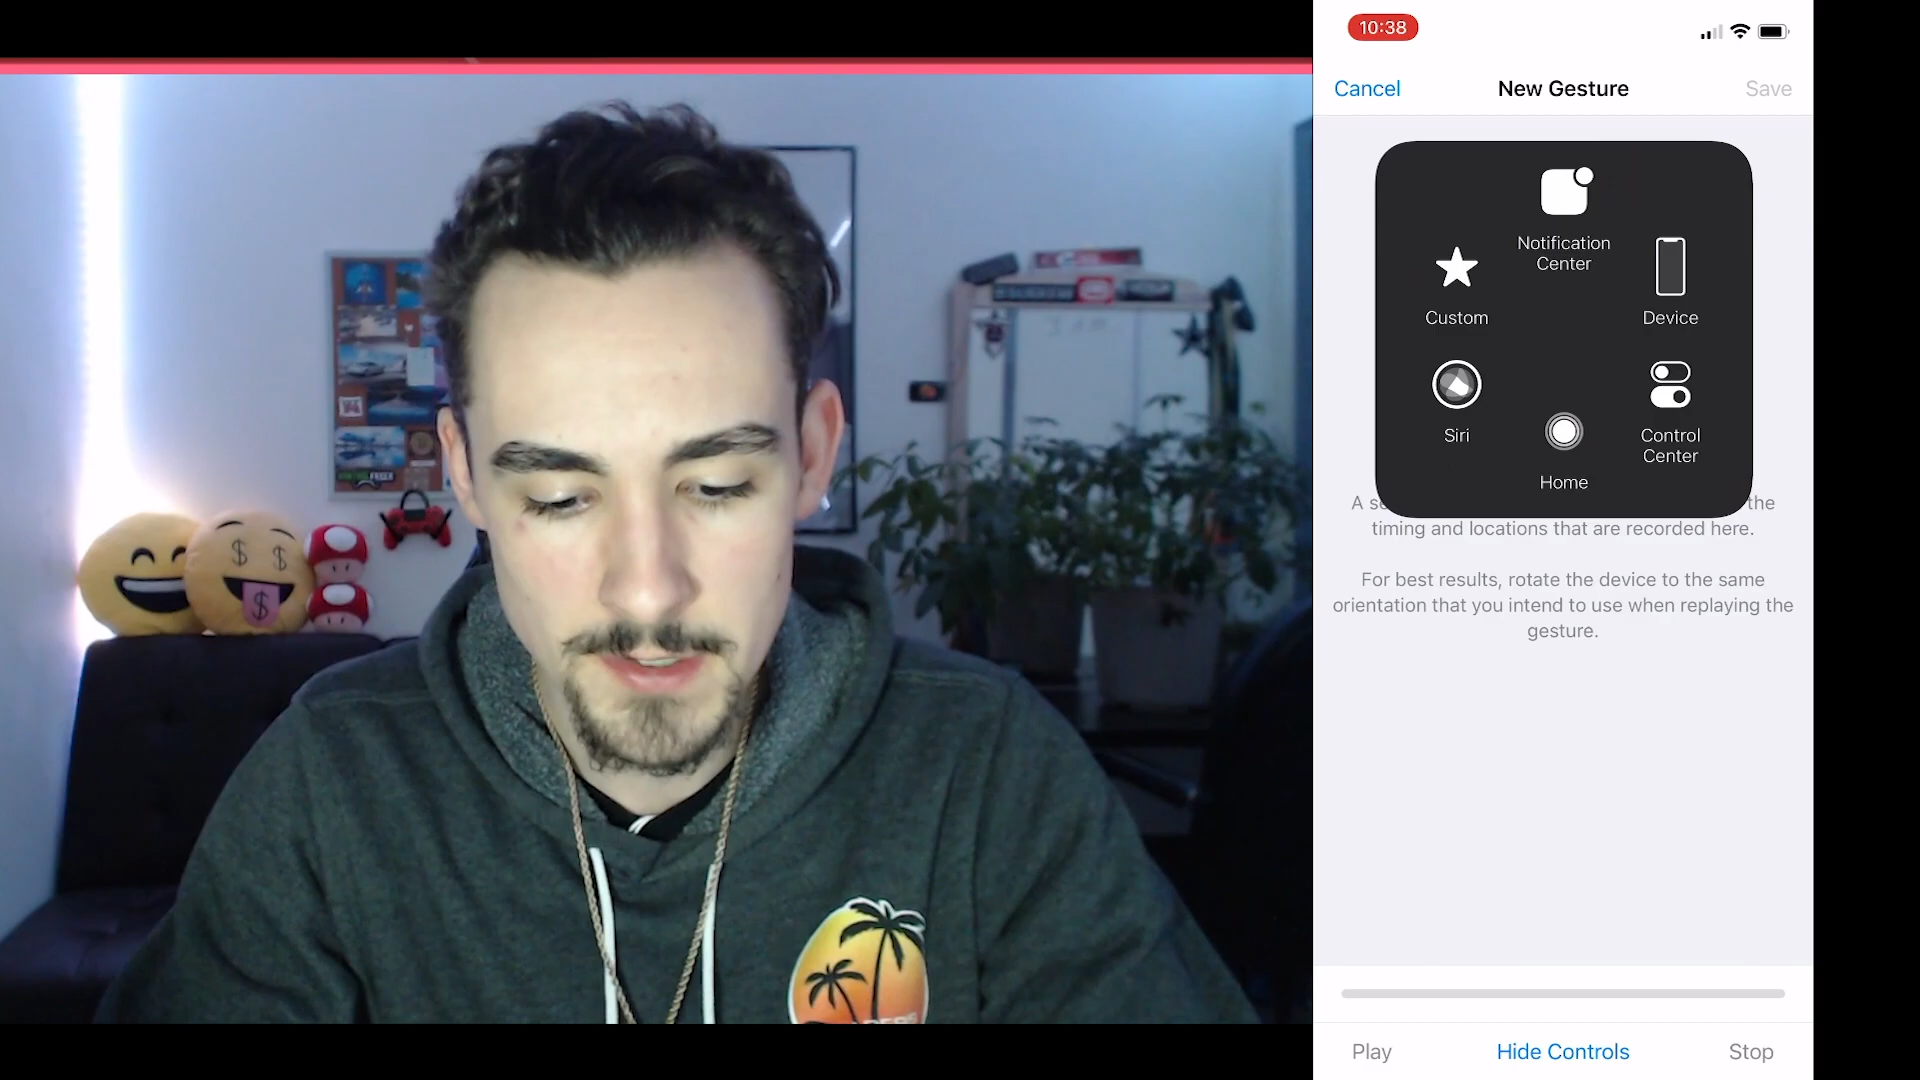 10:38
Cancel
New Gesture
Save
Notification
Center
Custom
Device
Siri
Control
Center
Home
A
the
timing and locations that are recorded here.
For best results, rotate the device to the same
orientation that you intend to use when replaying the
gesture.
Play
Hide Controls
Stop